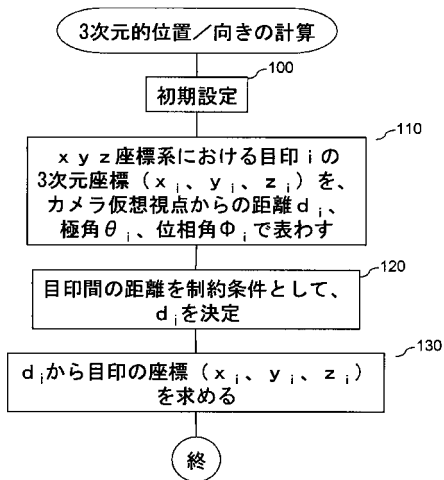 3次元的位置／向きの計算
100
初期設定
110
ｘｙｚ座標系における目印ｉの
3次元座標（ｘｉ、ｙｉ、ｚｉ）を、
カメラ仮想視点からの距離ｄｉ、
極角θｉ、位相角Φｉで表わす
120
目印間の距離を制約条件として、
ｄｉを決定
130
ｄｉから目印の座標（ｘｉ、ｙｉ、ｚｉ）
を求める
終